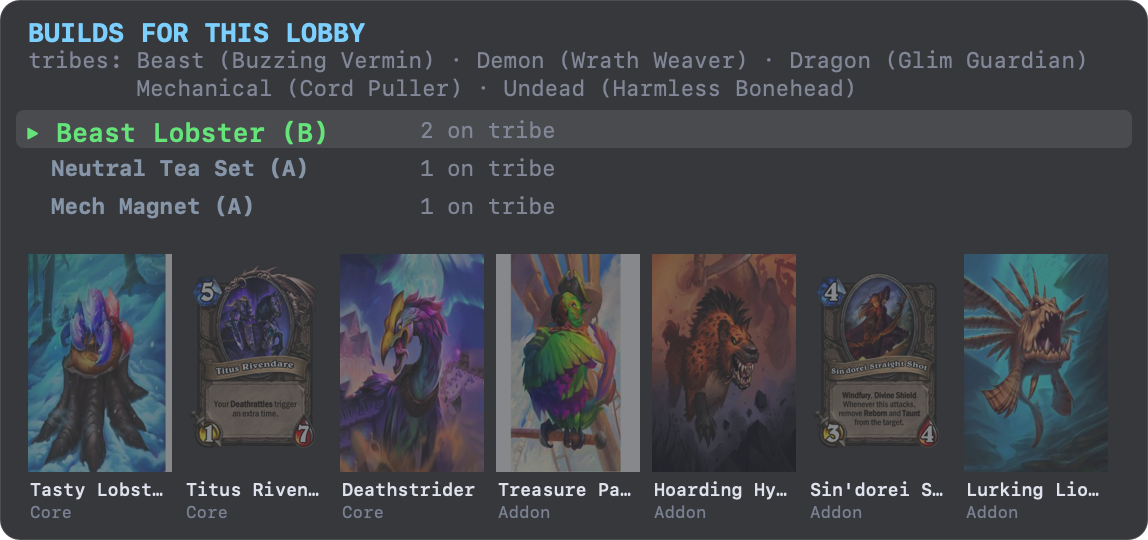 BUILDS FOR THIS LOBBY
tribes: Beast (Buzzing Vermin) · Demon (Wrath Weaver) · Dragon (Glim Guardian)
Mechanical (Cord Puller) · Undead (Harmless Bonehead)
▸ Beast Lobster (B) 2 on tribe
Neutral Tea Set (A) 1 on tribe
Mech Magnet (A) 1 on tribe
5
Titus Rivendare
Your Deathrattles trigger
an extra time.
1 7
4
Sin'dorei Straight Shot
Windfury, Divine Shield
Whenever this attacks,
remove Reborn and Taunt
from the target.
3 4
Tasty Lobst… Titus Riven… Deathstrider Treasure Pa… Hoarding Hy… Sin'dorei S… Lurking Lio…
Core Core Core Addon Addon Addon Addon